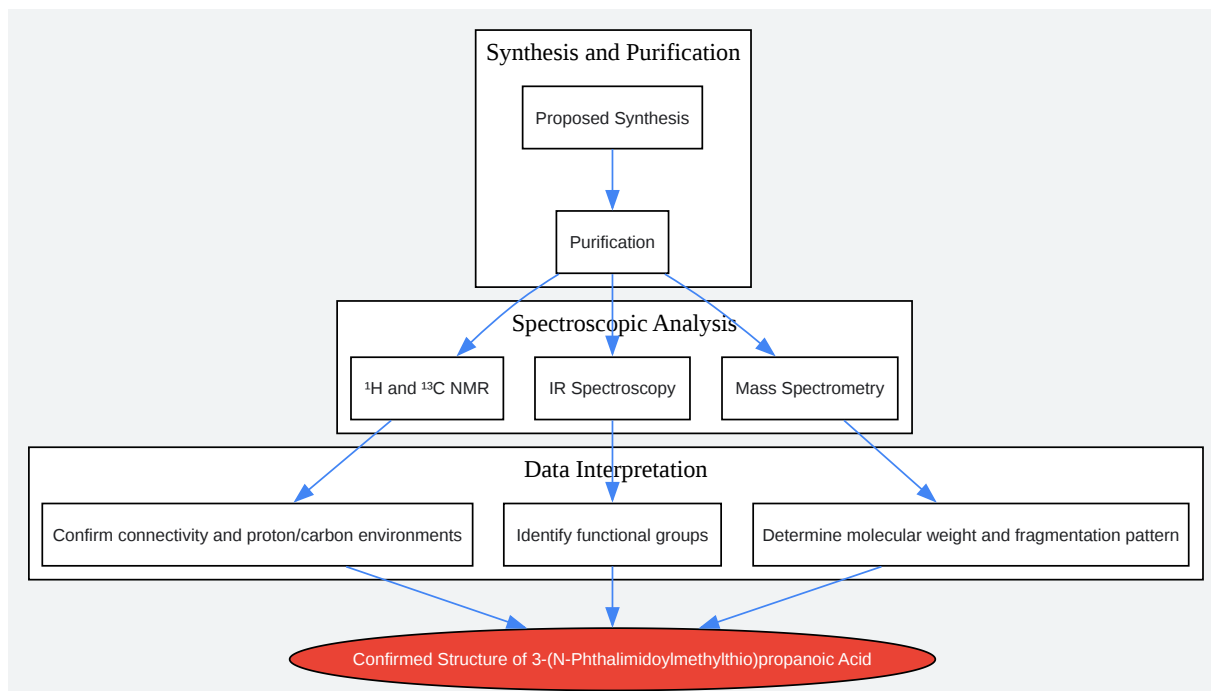 Synthesis and Purification
Proposed Synthesis
Purification
Spectroscopic Analysis
¹H and ¹³C NMR
IR Spectroscopy
Mass Spectrometry
Data Interpretation
Confirm connectivity and proton/carbon environments
Identify functional groups
Determine molecular weight and fragmentation pattern
Confirmed Structure of 3-(N-Phthalimidoylmethylthio)propanoic Acid